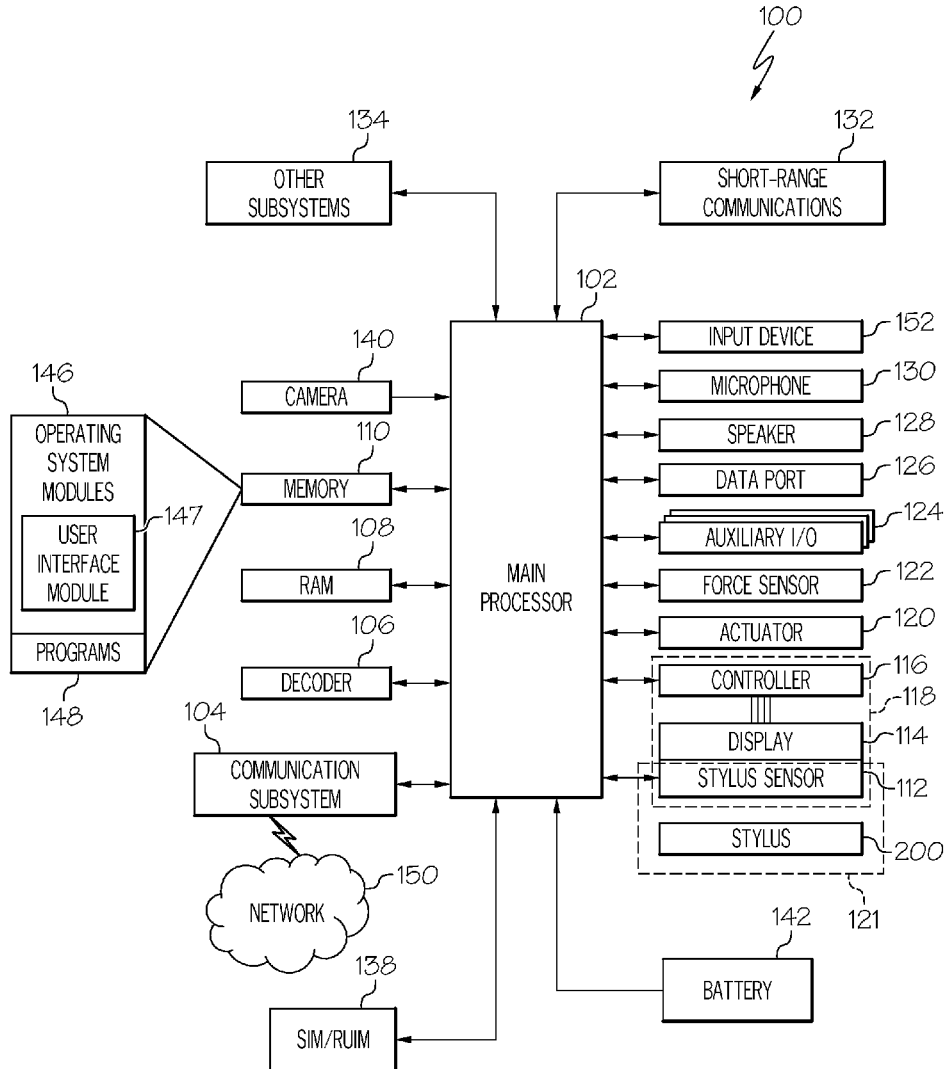 100
134
132
OTHER
SUBSYSTEMS
SHORT-RANGE
COMMUNICATIONS
102
INPUT DEVICE
152
140
146
CAMERA
MICROPHONE
130
OPERATING
SYSTEM
MODULES
110
SPEAKER
128
MEMORY
DATA PORT
126
147
USER
INTERFACE
MODULE
108
AUXILIARY I/O
124
RAM
MAIN
PROCESSOR
FORCE SENSOR
122
PROGRAMS
106
ACTUATOR
120
148
DECODER
CONTROLLER
116
118
104
DISPLAY
114
COMMUNICATION
SUBSYSTEM
STYLUS SENSOR
112
STYLUS
200
150
NETWORK
121
142
138
BATTERY
SIM/RUIM